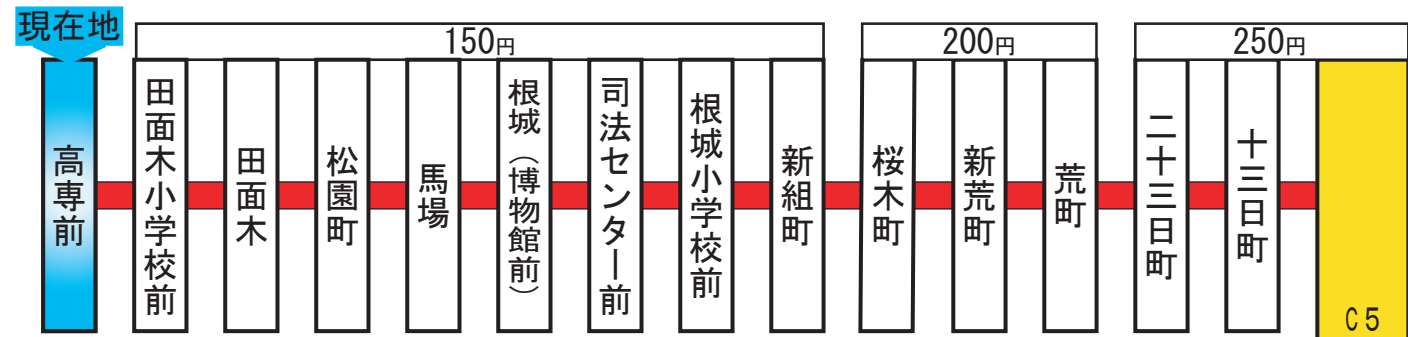 現在地
150円
200円
250円
高専前
田面木小学校前
田面木
松園町
馬場
根城（博物館前）
司法センター前
根城小学校前
新組町
桜木町
新荒町
荒町
二十三日町
十三日町
C5